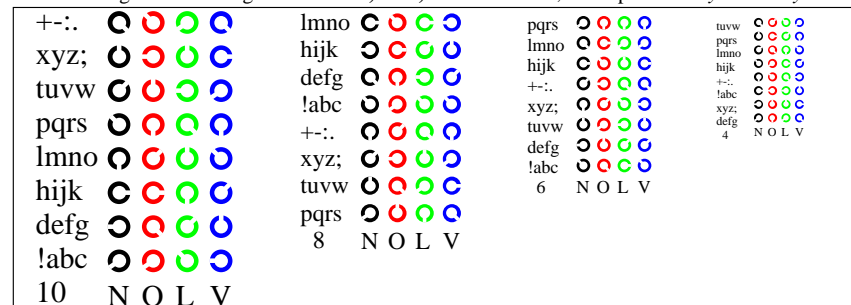 +-:.
xyz;
tuvw
pqrs
lmno
hijk
defg
!abc
10 N O L V
lmno
hijk
defg
!abc
+-:.
xyz;
tuvw
pqrs
8 N O L V
pqrs
lmno
hijk
+-:.
xyz;
tuvw
defg
!abc
6 N O L V
tuvw
pqrs
lmno
hijk
+-:.
!abc
xyz;
defg
4 N O L V